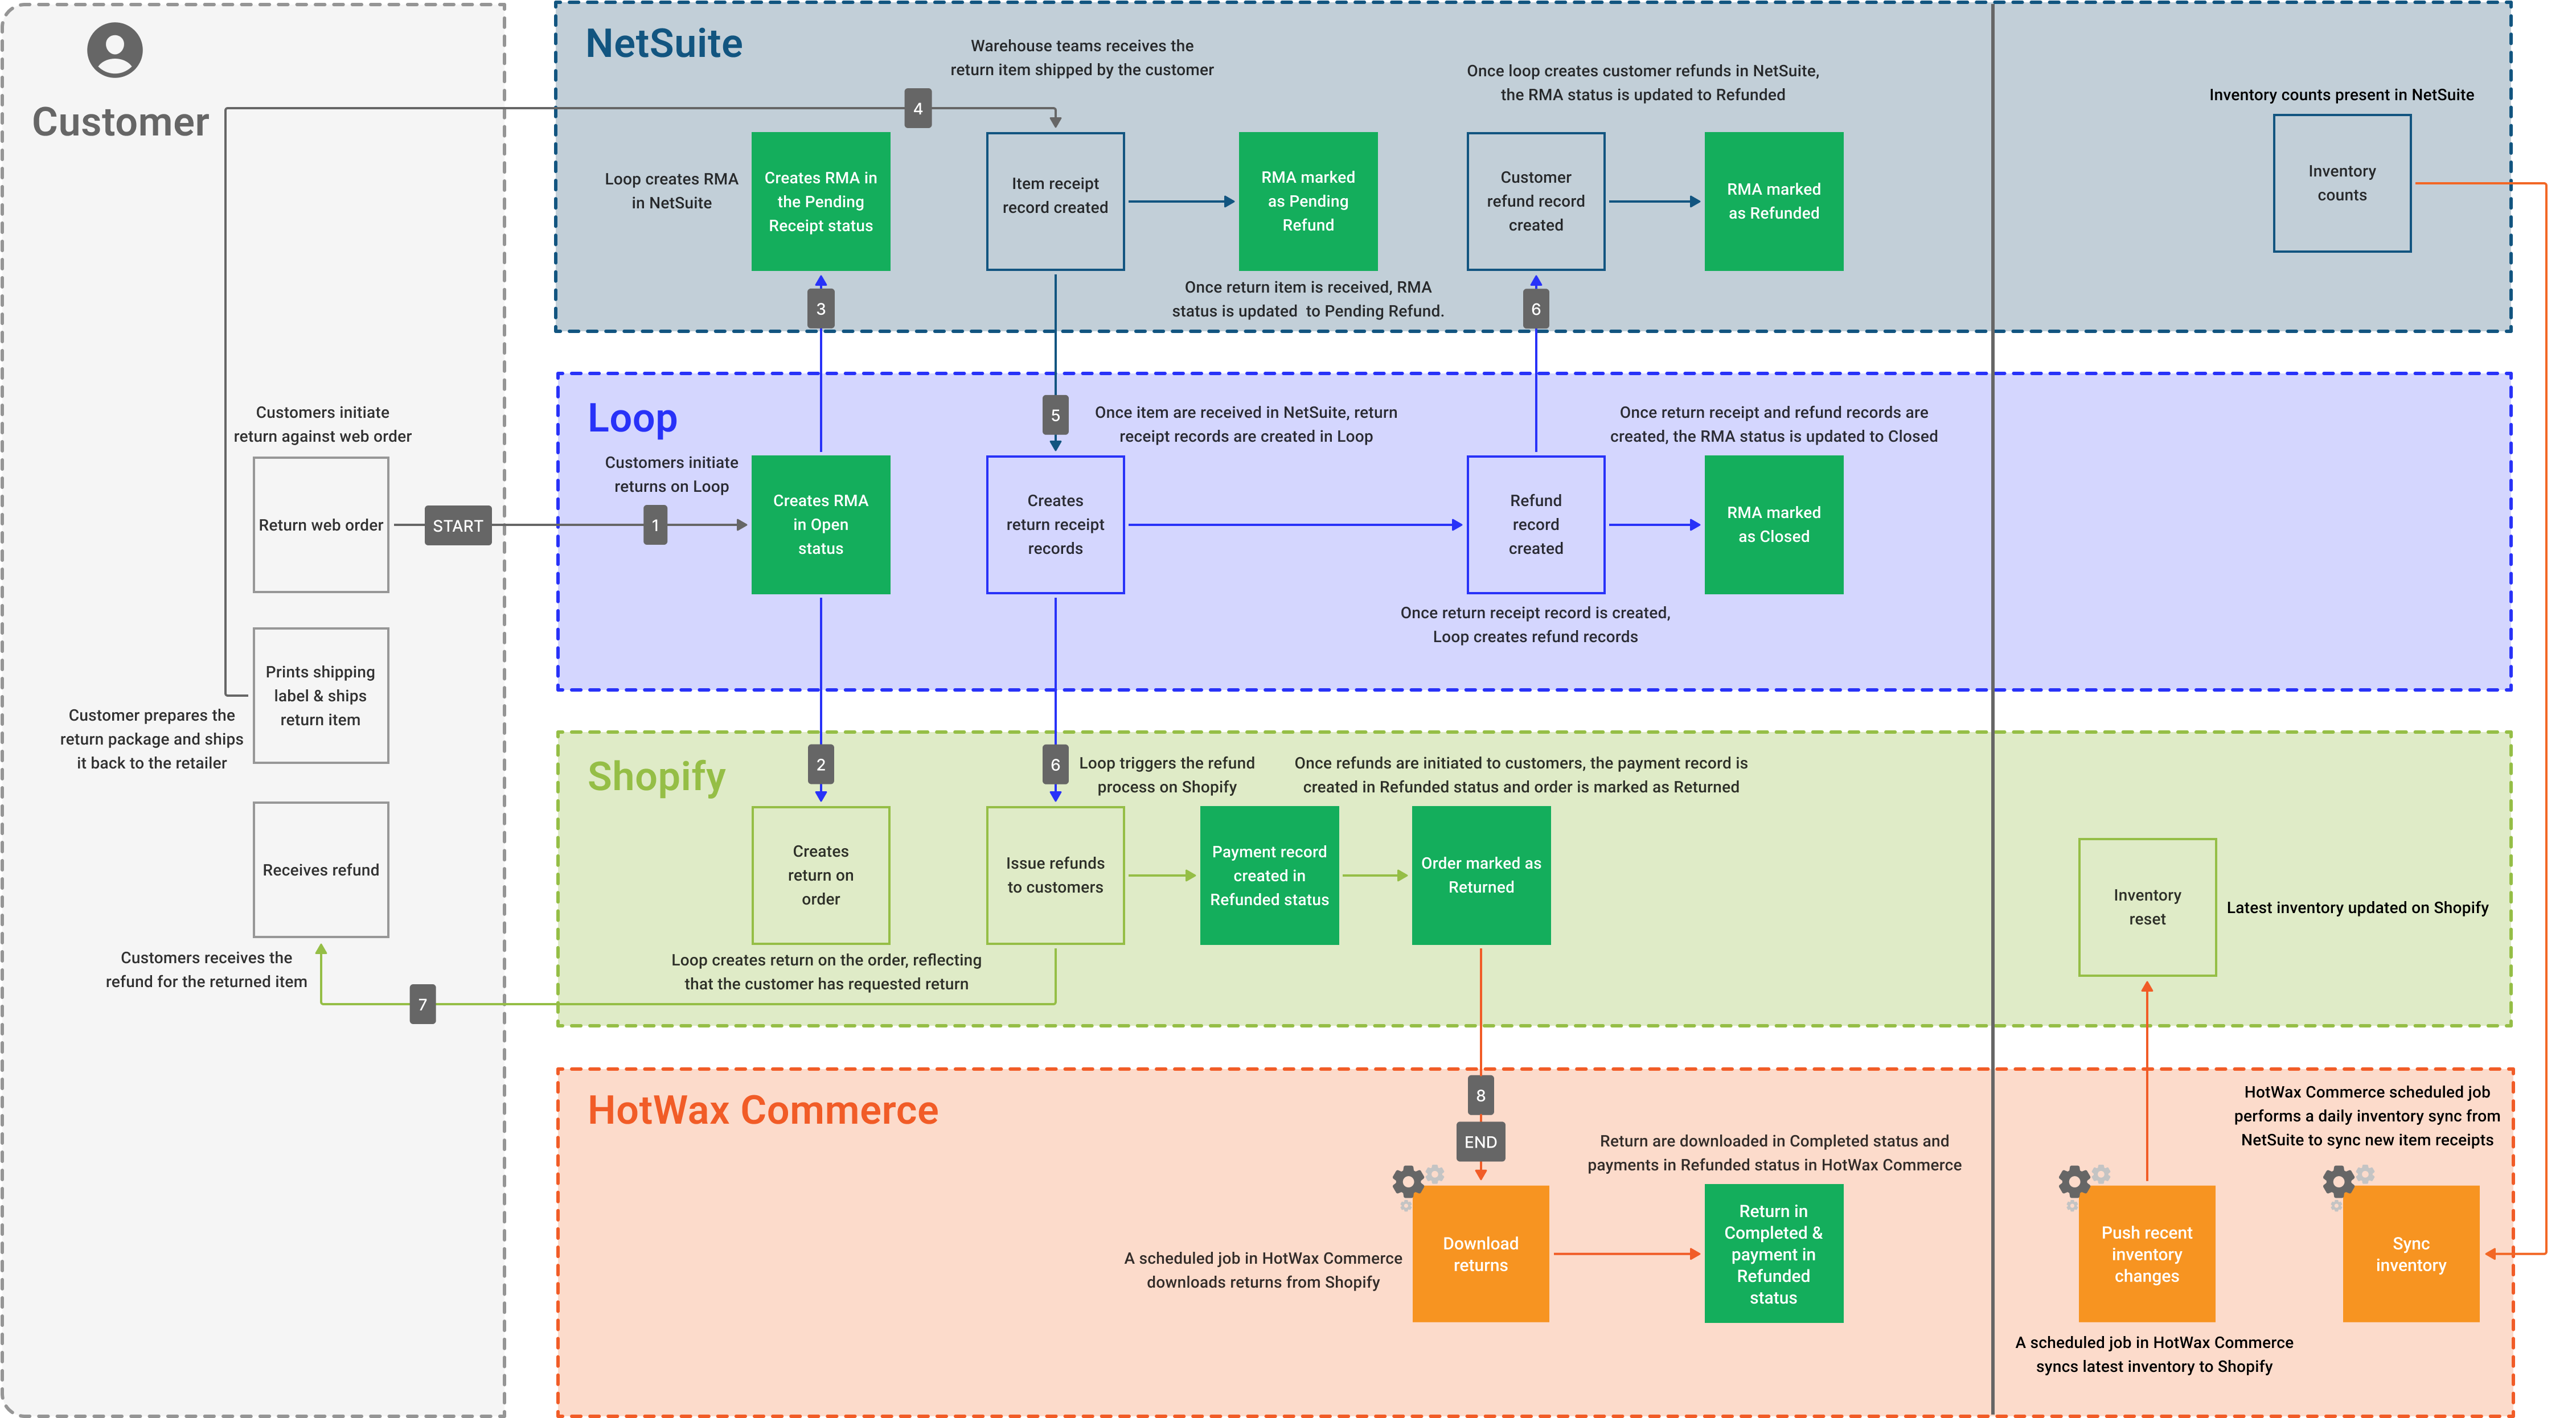 Customer
Customers initiate
return against web order
Return web order
START
Prints shipping
label & ships
return item
Customer prepares the
return package and ships
it back to the retailer
Receives refund
Customers receives the
refund for the returned item
7
NetSuite
Warehouse teams receives the
return item shipped by the customer
4
Loop creates RMA
in NetSuite
Creates RMA in
the Pending
Receipt status
3
Item receipt
record created
RMA marked
as Pending
Refund
Once return item is received, RMA
status is updated  to Pending Refund.
Once loop creates customer refunds in NetSuite,
the RMA status is updated to Refunded
Customer
refund record
created
6
RMA marked
as Refunded
Inventory counts present in NetSuite
Inventory
counts
Loop
Customers initiate
returns on Loop
1
Creates RMA
in Open
status
5
Once item are received in NetSuite, return
receipt records are created in Loop
Creates
return receipt
records
Refund
record
created
Once return receipt record is created,
Loop creates refund records
Once return receipt and refund records are
created, the RMA status is updated to Closed
RMA marked
as Closed
Shopify
2
Creates
return on
order
Loop creates return on the order, reflecting
that the customer has requested return
6
Loop triggers the refund
process on Shopify
Issue refunds
to customers
Once refunds are initiated to customers, the payment record is
created in Refunded status and order is marked as Returned
Payment record
created in
Refunded status
Order marked as
Returned
Inventory
reset
Latest inventory updated on Shopify
HotWax Commerce
8
END
A scheduled job in HotWax Commerce
downloads returns from Shopify
Download
returns
Return are downloaded in Completed status and
payments in Refunded status in HotWax Commerce
Return in
Completed &
payment in
Refunded
status
HotWax Commerce scheduled job
performs a daily inventory sync from
NetSuite to sync new item receipts
Push recent
inventory
changes
Sync
inventory
A scheduled job in HotWax Commerce
syncs latest inventory to Shopify